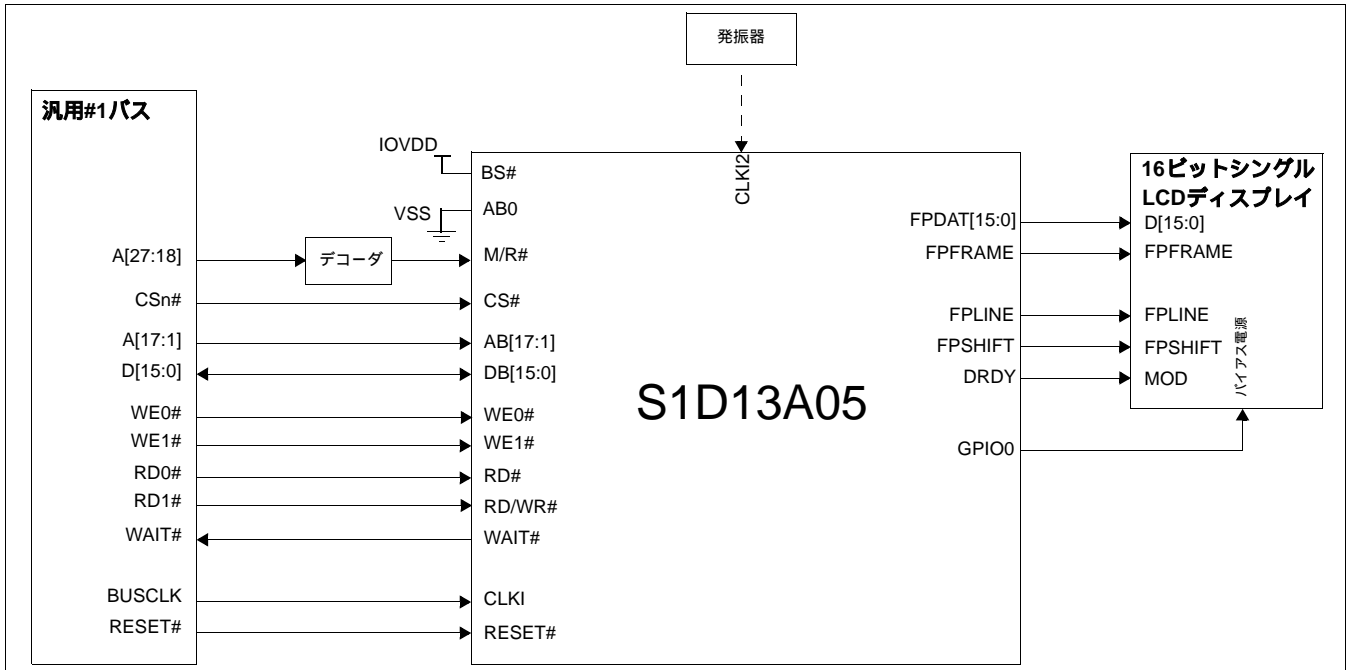 発振器
汎用#1バス
IOVDD
BS#
CLKI2
16ビットシングル
LCDディスプレイ
VSS
AB0
FPDAT[15:0]
D[15:0]
A[27:18]
デコーダ
M/R#
FPFRAME
FPFRAME
CSn#
CS#
FPLINE
FPLINE
A[17:1]
AB[17:1]
FPSHIFT
FPSHIFT
バイアス電源
D[15:0]
DB[15:0]
DRDY
MOD
S1D13A05
WE0#
WE0#
WE1#
WE1#
GPIO0
RD0#
RD#
RD1#
RD/WR#
WAIT#
WAIT#
BUSCLK
CLKI
RESET#
RESET#